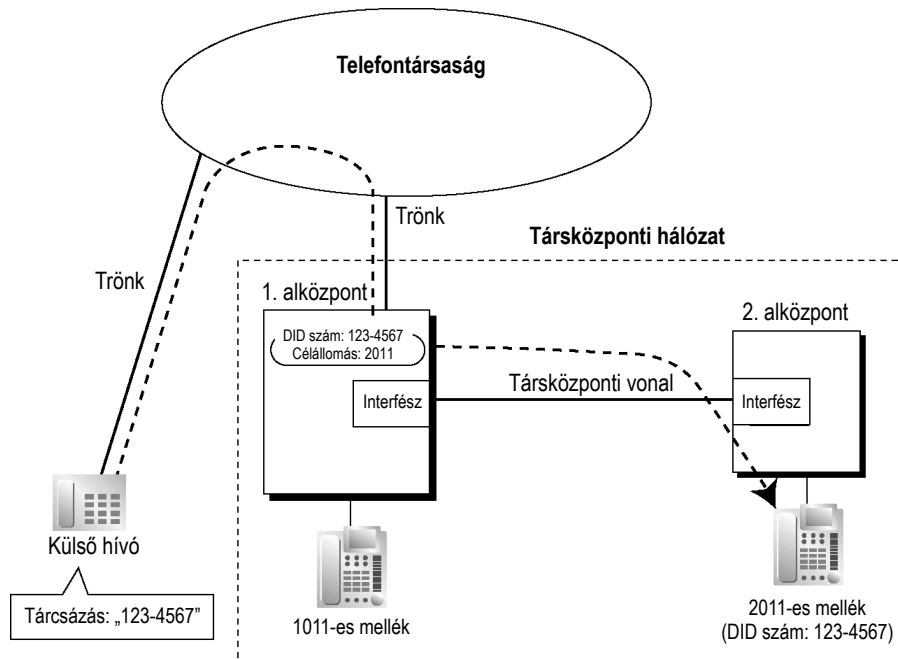 Telefontársaság
Trönk
Társközponti hálózat
Trönk
1. alközpont
2. alközpont
DID szám: 123-4567
Célállomás: 2011
Társközponti vonal
Interfész
Interfész
Külső hívó
Tárcsázás: „123-4567”
1011-es mellék
2011-es mellék
(DID szám: 123-4567)